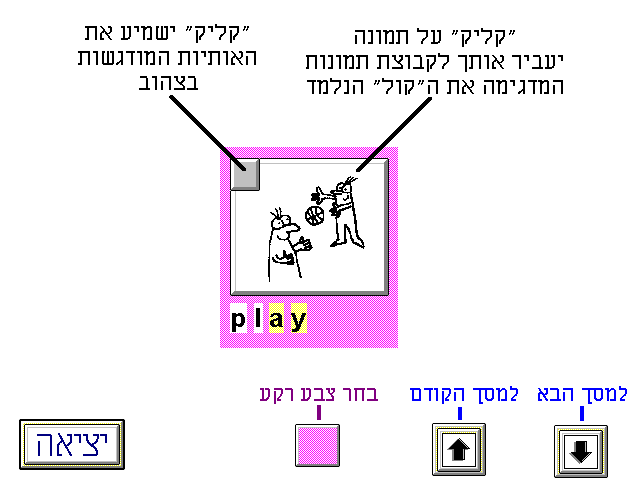 "קליק" על תמונה
יעביר אותך לקבוצת תמונות
המדגימה את ה"קול" הנלמד
"קליק" ישמיע את
האותיות המודגשות
בצהוב
play
למסך הבא
למסך הקודם
בחר צבע רקע
יציאה